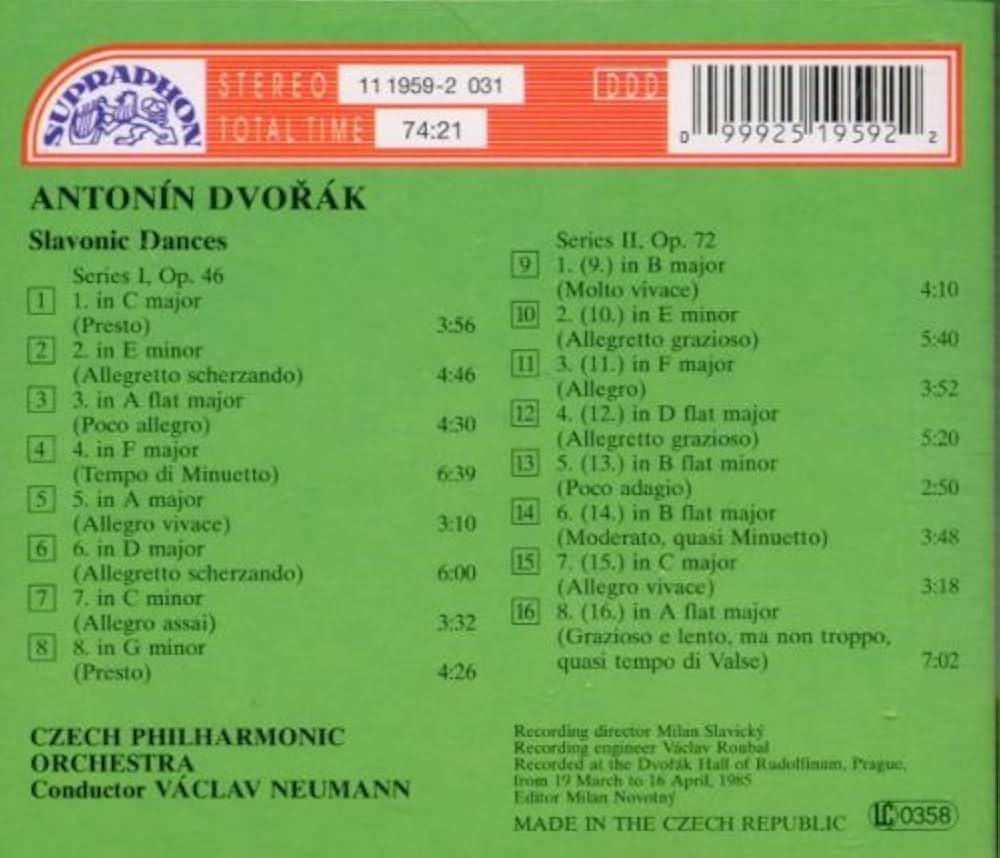 SUPRAPHON
STEREO 11 1959-2 031 DDD
TOTAL TIME 74:21
0 99925 19592 2
ANTONÍN DVOŘÁK
Slavonic Dances
Series I, Op. 46
1 1. in C major
(Presto) 3:56
2 2. in E minor
(Allegretto scherzando) 4:46
3 3. in A flat major
(Poco allegro) 4:30
4 4. in F major
(Tempo di Minuetto) 6:39
5 5. in A major
(Allegro vivace) 3:10
6 6. in D major
(Allegretto scherzando) 6:00
7 7. in C minor
(Allegro assai) 3:32
8 8. in G minor
(Presto) 4:26
Series II, Op. 72
9 1. (9.) in B major
(Molto vivace) 4:10
10 2. (10.) in E minor
(Allegretto grazioso) 5:40
11 3. (11.) in F major
(Allegro) 3:52
12 4. (12.) in D flat major
(Allegretto grazioso) 5:20
13 5. (13.) in B flat minor
(Poco adagio) 2:50
14 6. (14.) in B flat major
(Moderato, quasi Minuetto) 3:48
15 7. (15.) in C major
(Allegro vivace) 3:18
16 8. (16.) in A flat major
(Grazioso e lento, ma non troppo,
quasi tempo di Valse) 7:02
CZECH PHILHARMONIC
ORCHESTRA
Conductor VÁCLAV NEUMANN
Recording director Milan Slavický
Recording engineer Václav Roubal
Recorded at the Dvořák Hall of Rudolfinum, Prague,
from 19 March to 16 April, 1985
Editor Milan Novotný
MADE IN THE CZECH REPUBLIC
LC 0358